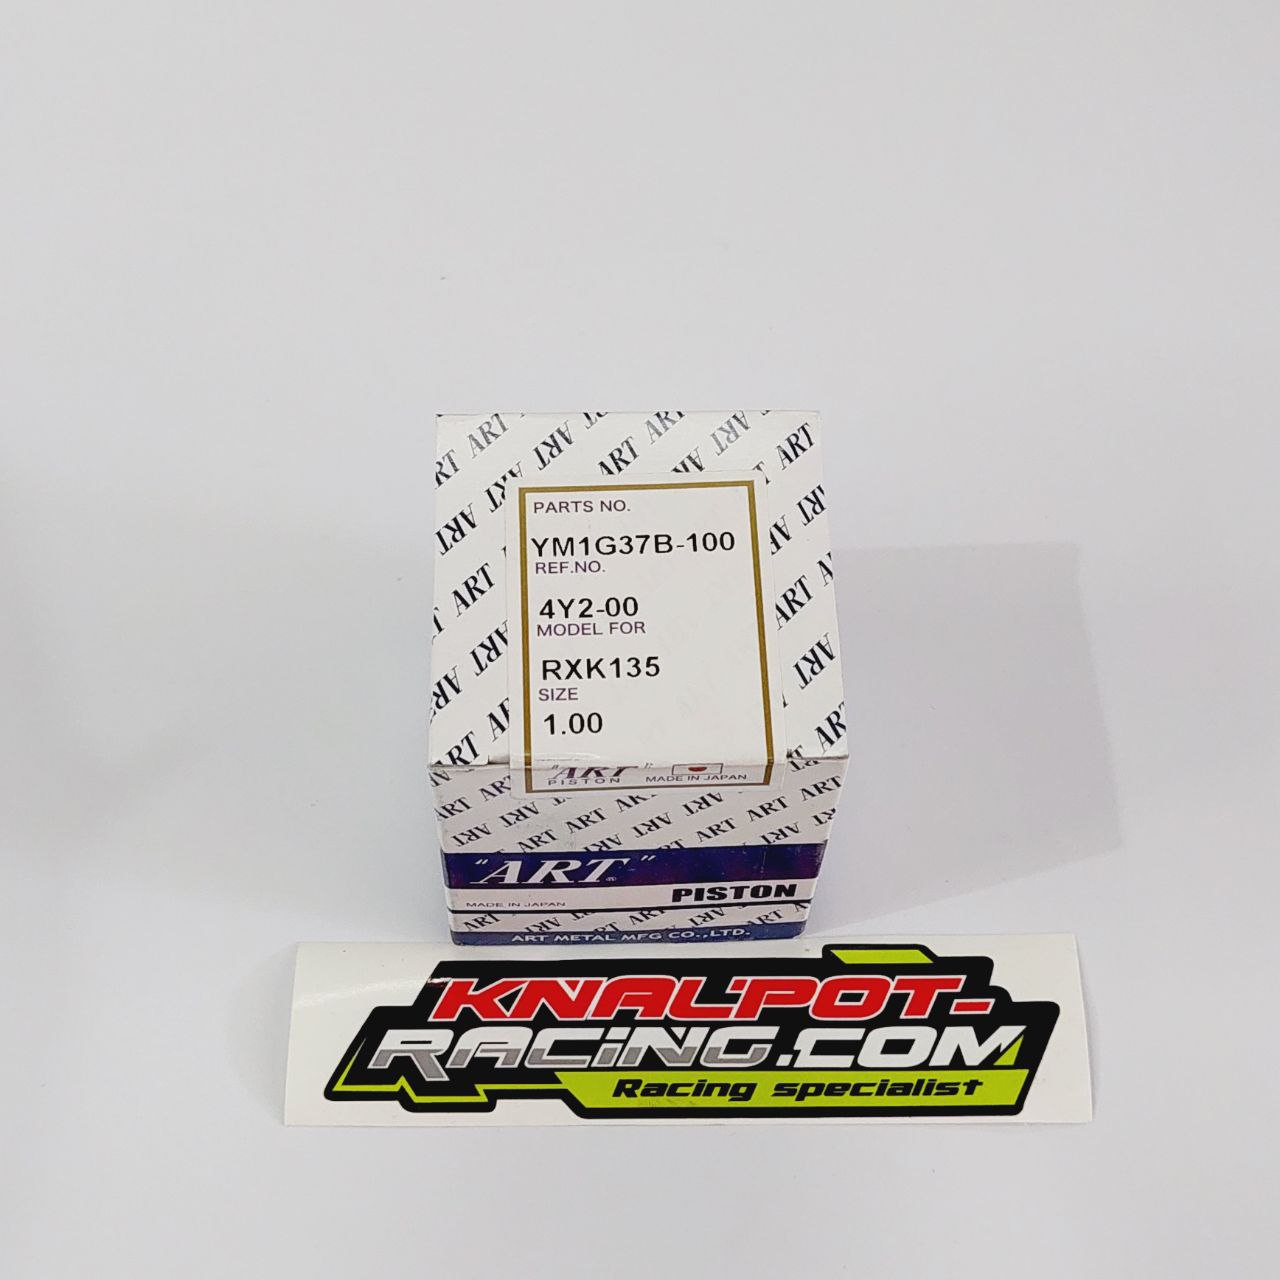 PARTS NO.
YM1G37B-100
REF.NO.
4Y2-00
MODEL FOR
RXK135
SIZE
1.00
"ART"
PISTON
MADE IN JAPAN
"ART"®
PISTON
MADE IN JAPAN
ART METAL MFG CO.,LTD.
KNALPOT-
RACING.COM
Racing specialist